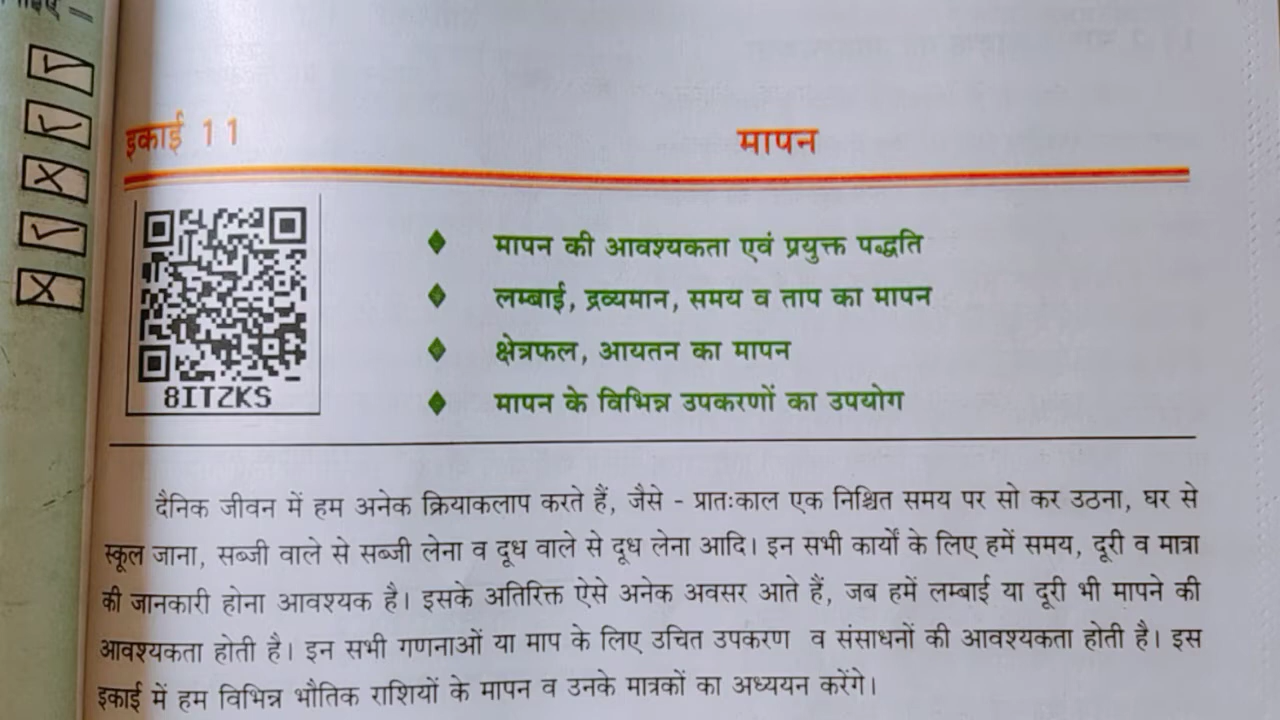 इकाई 11
मापन
8ITZKS
मापन की आवश्यकता एवं प्रयुक्त पद्धति
लम्बाई, द्रव्यमान, समय व ताप का मापन
क्षेत्रफल, आयतन का मापन
मापन के विभिन्न उपकरणों का उपयोग
दैनिक जीवन में हम अनेक क्रियाकलाप करते हैं, जैसे - प्रातःकाल एक निश्चित समय पर सो कर उठना, घर से
स्कूल जाना, सब्जी वाले से सब्जी लेना व दूध वाले से दूध लेना आदि। इन सभी कार्यों के लिए हमें समय, दूरी व मात्रा
की जानकारी होना आवश्यक है। इसके अतिरिक्त ऐसे अनेक अवसर आते हैं, जब हमें लम्बाई या दूरी भी मापने की
आवश्यकता होती है। इन सभी गणनाओं या माप के लिए उचित उपकरण व संसाधनों की आवश्यकता होती है। इस
इकाई में हम विभिन्न भौतिक राशियों के मापन व उनके मात्रकों का अध्ययन करेंगे।